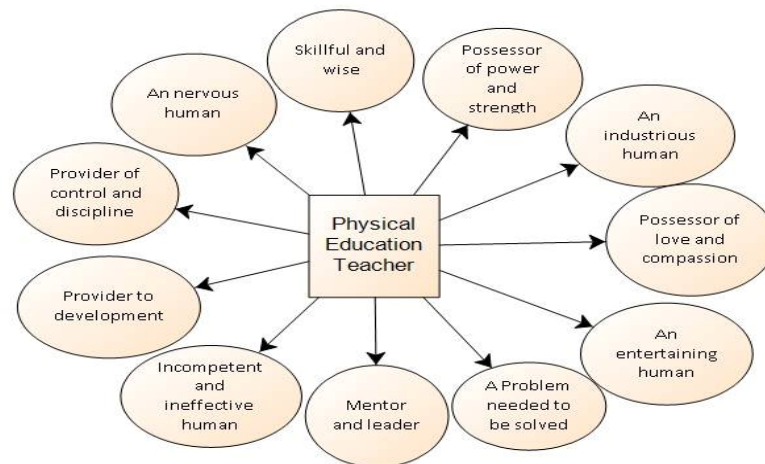 Skillful and
wise
Possessor
of power
and
strength
An nervous
human
An
industrious
human
Provider of
control and
discipline
Physical
Education
Teacher
Possessor of
love and
compassion
Provider to
development
An
entertaining
human
Incompetent
and
ineffective
human
Mentor
and leader
A Problem
needed to
be solved